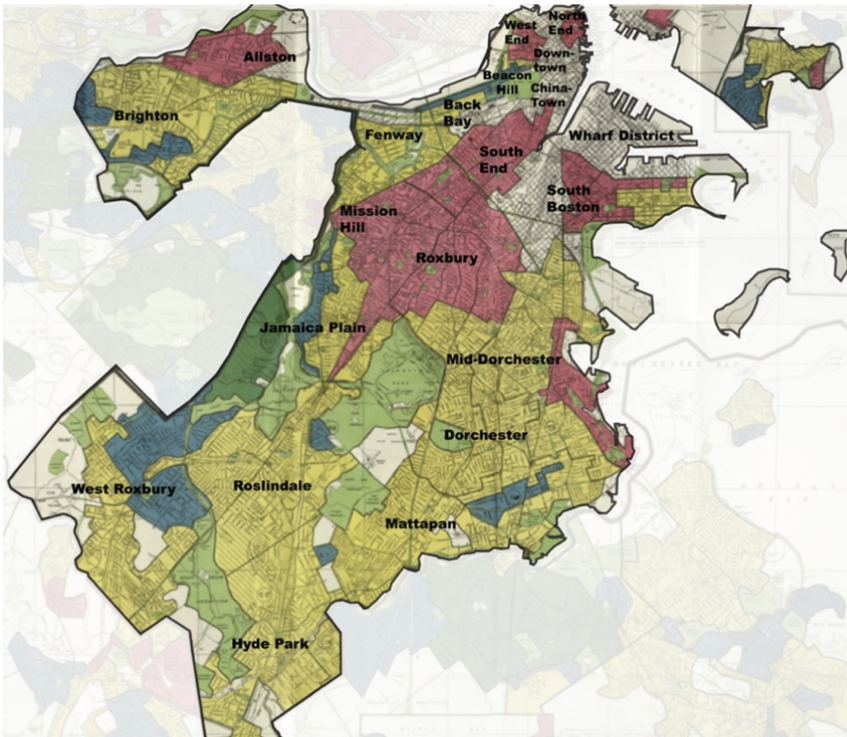 North
End
West
End
Down-
town
Allston
Beacon
Hill
China-
Town
Back
Bay
Brighton
Fenway
Wharf District
South
End
South
Boston
Mission
Hill
Roxbury
Jamaica Plain
Mid-Dorchester
Dorchester
West Roxbury
Roslindale
Mattapan
Hyde Park